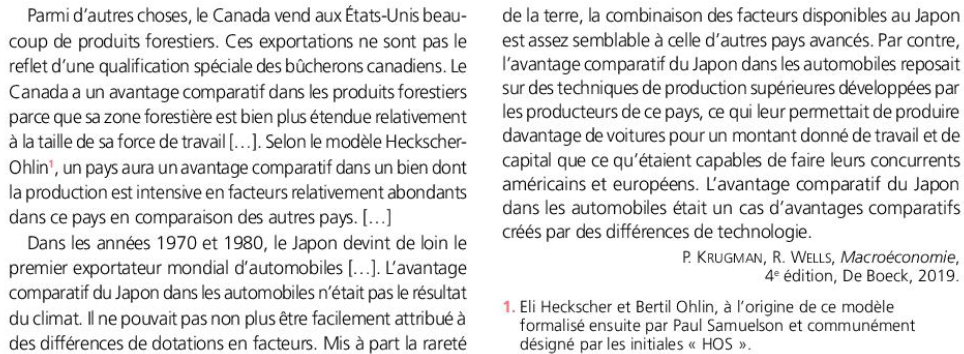 Parmi d'autres choses, le Canada vend aux États-Unis beau-
coup de produits forestiers. Ces exportations ne sont pas le
reflet d'une qualification spéciale des bûcherons canadiens. Le
Canada a un avantage comparatif dans les produits forestiers
parce que sa zone forestière est bien plus étendue relativement
à la taille de sa force de travail […]. Selon le modèle Heckscher-
Ohlin¹, un pays aura un avantage comparatif dans un bien dont
la production est intensive en facteurs relativement abondants
dans ce pays en comparaison des autres pays. […]
Dans les années 1970 et 1980, le Japon devint de loin le
premier exportateur mondial d'automobiles […]. L'avantage
comparatif du Japon dans les automobiles n'était pas le résultat
du climat. Il ne pouvait pas non plus être facilement attribué à
des différences de dotations en facteurs. Mis à part la rareté
de la terre, la combinaison des facteurs disponibles au Japon
est assez semblable à celle d'autres pays avancés. Par contre,
l'avantage comparatif du Japon dans les automobiles reposait
sur des techniques de production supérieures développées par
les producteurs de ce pays, ce qui leur permettait de produire
davantage de voitures pour un montant donné de travail et de
capital que ce qu'étaient capables de faire leurs concurrents
américains et européens. L'avantage comparatif du Japon
dans les automobiles était un cas d'avantages comparatifs
créés par des différences de technologie.
P. KRUGMAN, R. WELLS, Macroéconomie,
4e édition, De Boeck, 2019.
1. Eli Heckscher et Bertil Ohlin, à l'origine de ce modèle
formalisé ensuite par Paul Samuelson et communément
désigné par les initiales « HOS ».